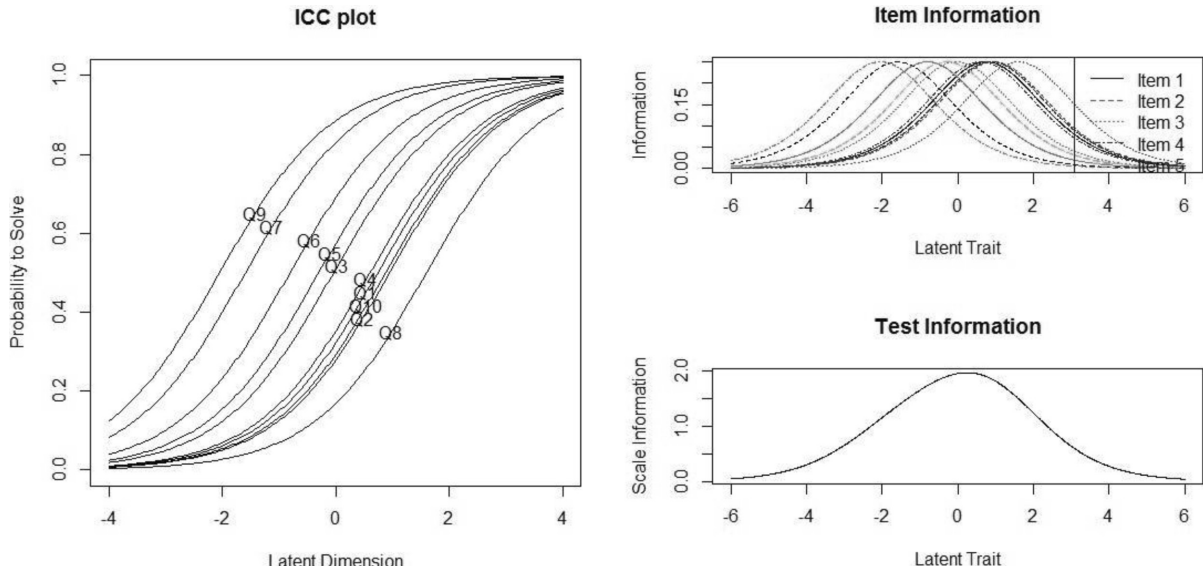 ICC plot
Probability to Solve
1.0
0.8
0.6
0.4
0.2
0.0
Q9
Q7
Q6
Q5
Q3
Q4
Q1
Q10
Q2
Q8
-4
-2
0
2
4
Latent Dimension
Item Information
Information
0.15
0.00
Item 1
Item 2
Item 3
Item 4
Item 5
-6
-4
-2
0
2
4
6
Latent Trait
Test Information
Scale Information
2.0
1.0
0.0
-6
-4
-2
0
2
4
6
Latent Trait